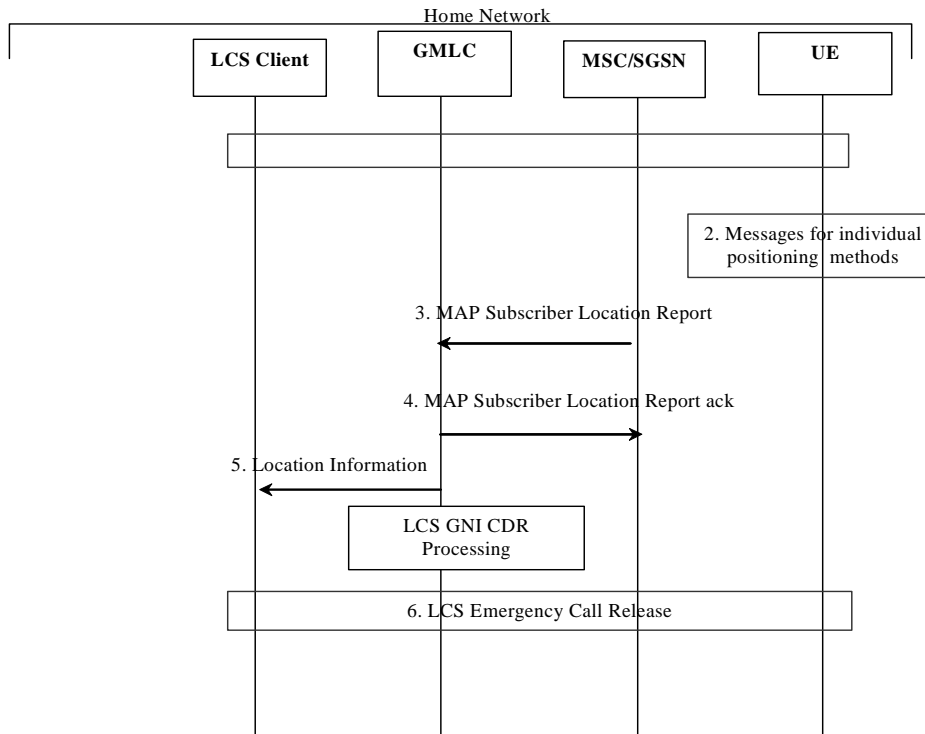 Home Network
LCS Client
GMLC
MSC/SGSN
UE
2. Messages for individual
positioning methods
3. MAP Subscriber Location Report
4. MAP Subscriber Location Report ack
5. Location Information
LCS GNI CDR
Processing
6. LCS Emergency Call Release